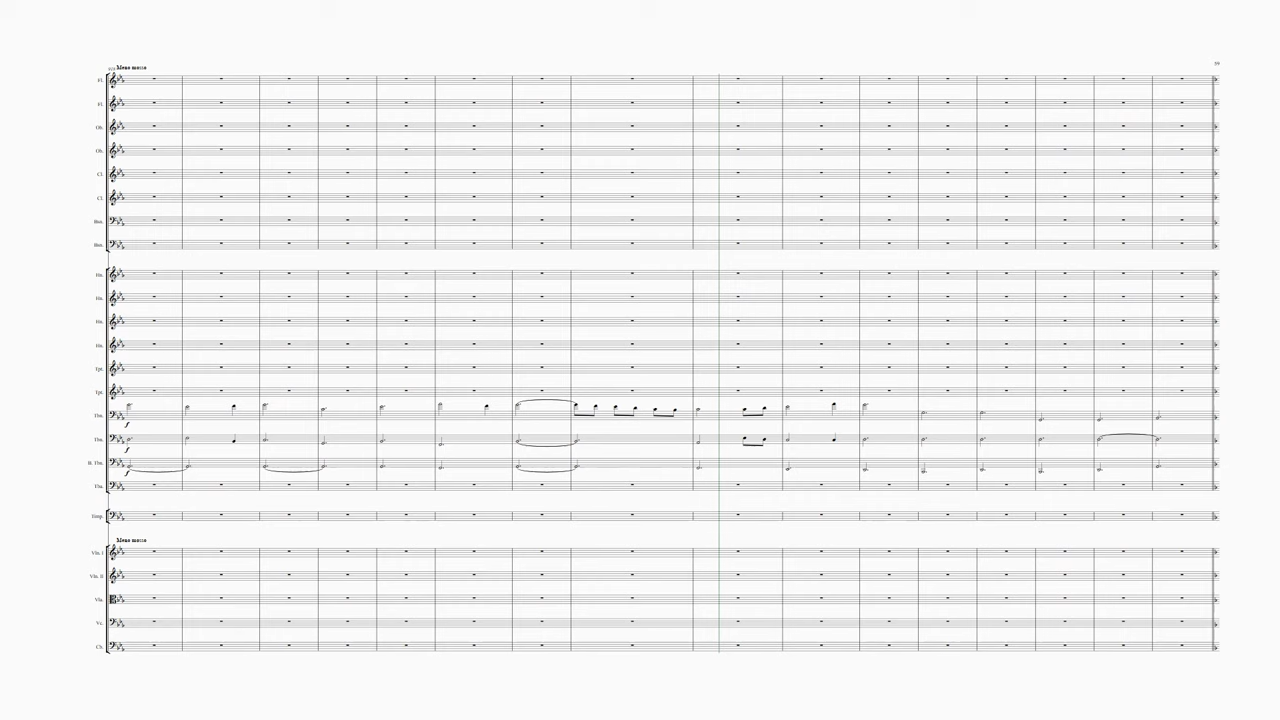 59
Meno mosso
Fl.
Fl.
Ob.
Ob.
Cl.
Cl.
Bsn.
Bsn.
Hn.
Hn.
Hn.
Hn.
Tpt.
Tpt.
Tbn.
f
Tbn.
f
B. Tbn.
f
Tba.
Timp.
Meno mosso
Vln. I
Vln. II
Vla.
Vc.
Cb.